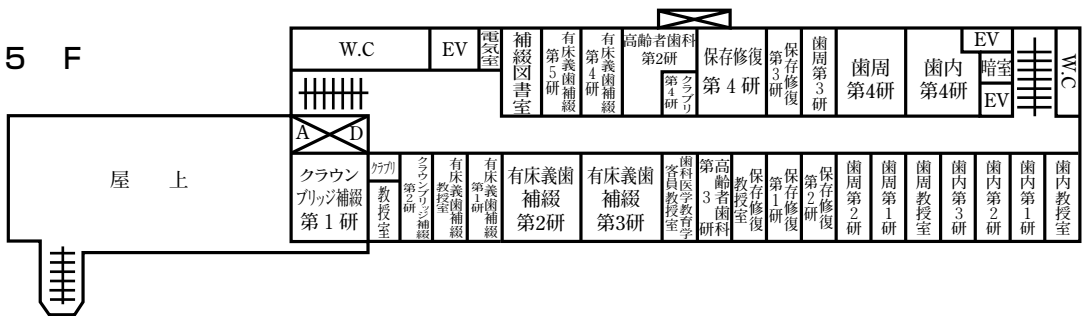 5 F
W.C
EV
電気室
補綴図書室
有床義歯補綴
第5研
有床義歯補綴
第4研
高齢者歯科
第2研
クラブリ
第4研
保存修復
第4研
保存修復
第3研
歯周第3研
歯周
第4研
歯内
第4研
EV
暗室
EV
W.C
A D
屋上
クラウン
ブリッジ補綴
第1研
クラブリ
教授室
クラウンブリッジ補綴
第2研
有床義歯補綴
教授室
有床義歯補綴
第1研
有床義歯
補綴
第2研
有床義歯
補綴
第3研
歯科医学教育学
客員教授室
高齢者歯科
第3研
保存修復
教授室
保存修復
第1研
保存修復
第2研
歯周第2研
歯周第1研
歯周教授室
歯内第3研
歯内第2研
歯内第1研
歯内教授室